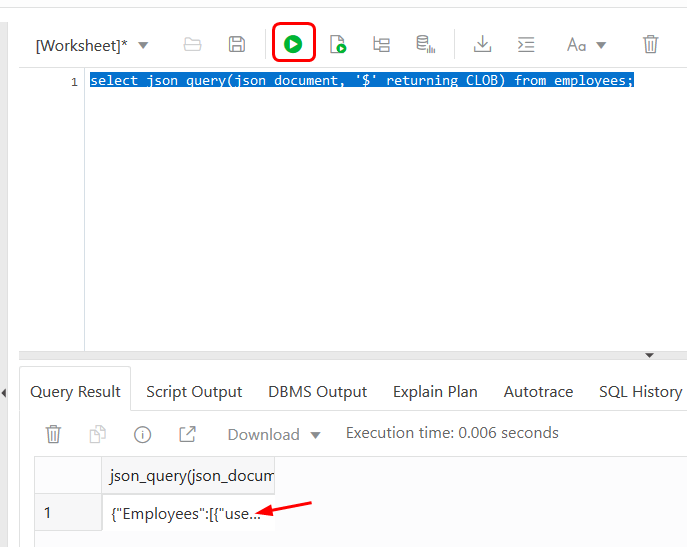 [Worksheet]*
Aa
1 select json_query(json_document, '$' returning CLOB) from employees;
Query Result Script Output DBMS Output Explain Plan Autotrace SQL History
Download Execution time: 0.006 seconds
json_query(json_docum
1 {"Employees":[{"use...